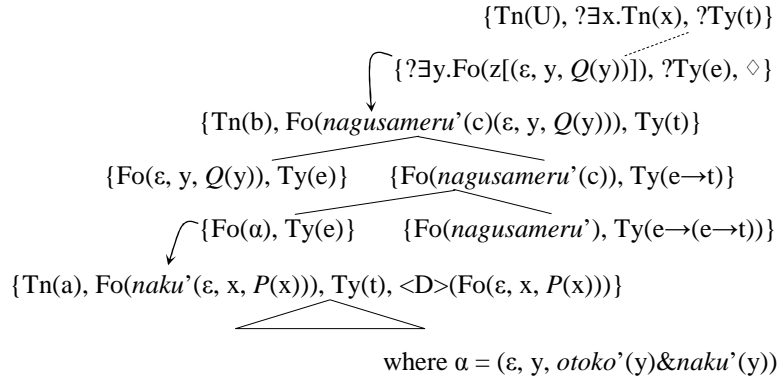 {Tn(U), ?∃x.Tn(x), ?Ty(t)}
{?∃y.Fo(z[(ε, y, Q(y))]), ?Ty(e), ♢}
{Tn(b), Fo(nagusameru’(c)(ε, y, Q(y))), Ty(t)}
{Fo(ε, y, Q(y)), Ty(e)} {Fo(nagusameru’(c)), Ty(e→t)}
{Fo(α), Ty(e)} {Fo(nagusameru’), Ty(e→(e→t))}
{Tn(a), Fo(naku’(ε, x, P(x))), Ty(t), <D>(Fo(ε, x, P(x)))}
where α = (ε, y, otoko’(y)&naku’(y))